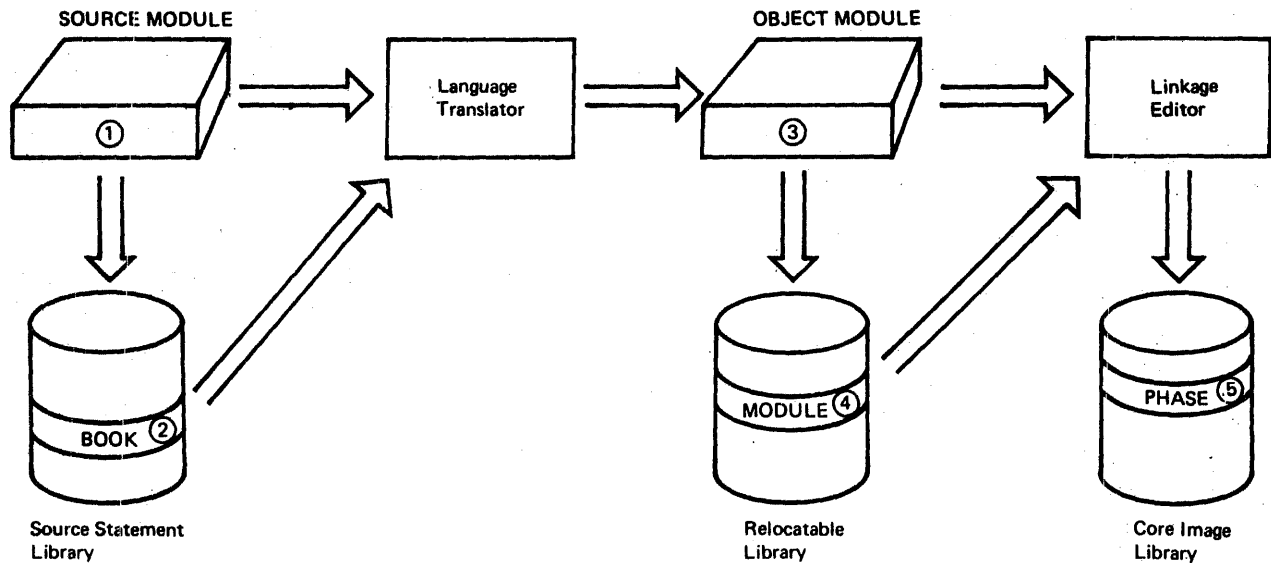 SOURCE MODULE
OBJECT MODULE
Language
Translator
Linkage
Editor
1
3
BOOK 2
MODULE 4
PHASE 5
Source Statement
Library
Relocatable
Library
Core Image
Library